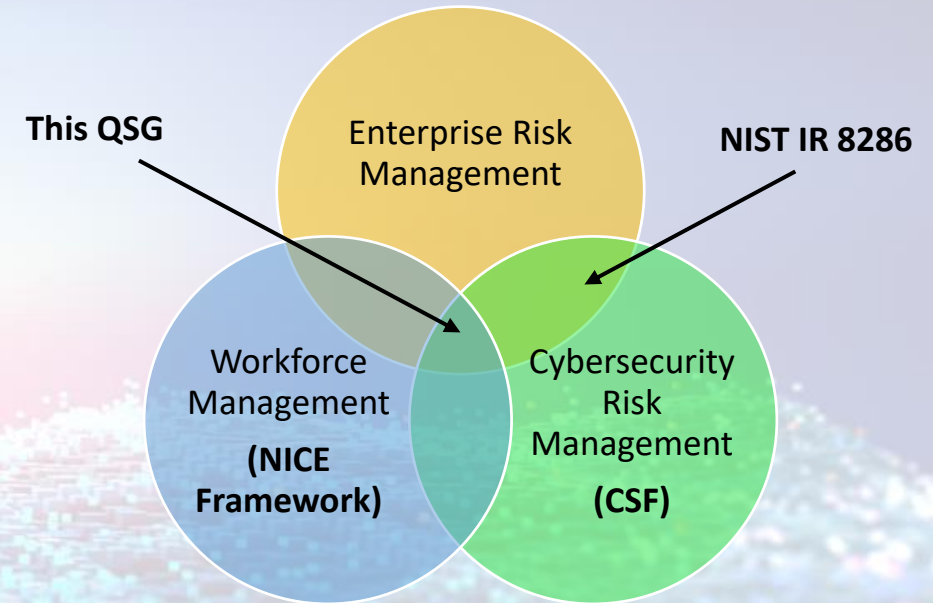 This QSG
Enterprise Risk
Management
NIST IR 8286
Workforce
Management
(NICE
Framework)
Cybersecurity
Risk
Management
(CSF)